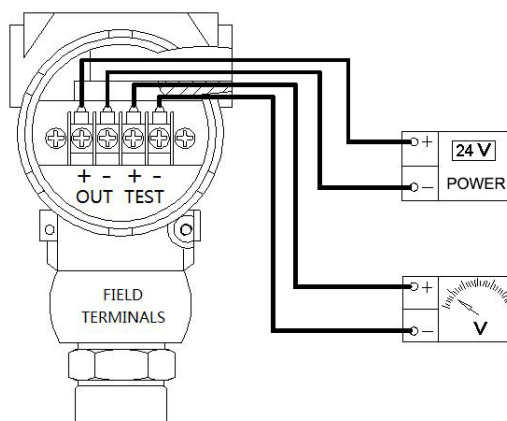 + - + -
OUT TEST
FIELD
TERMINALS
+ 24 V
- POWER
+
- V